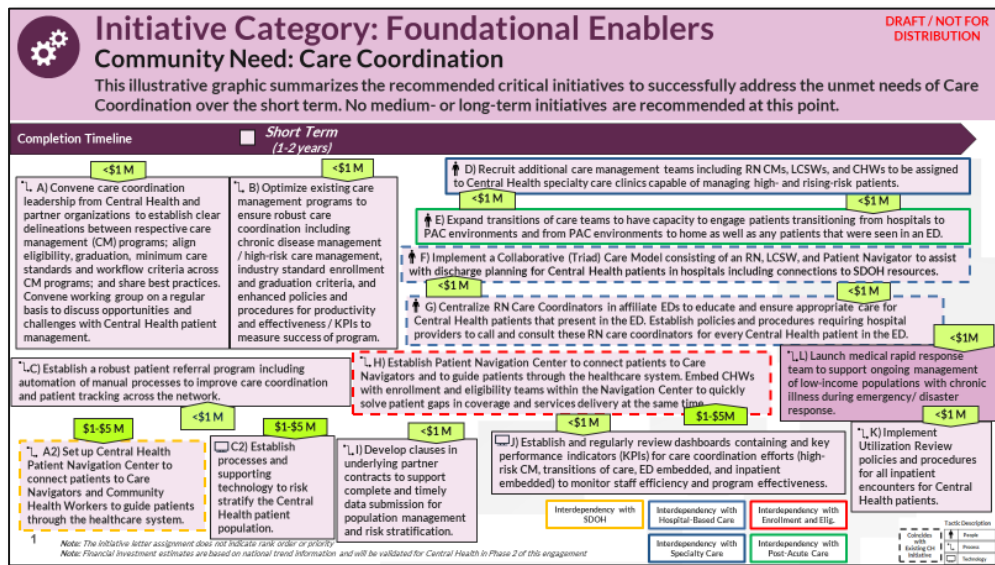 Initiative Category: Foundational Enablers
DRAFT / NOT FOR
DISTRIBUTION
Community Need: Care Coordination
This illustrative graphic summarizes the recommended critical initiatives to successfully address the unmet needs of Care
Coordination over the short term. No medium- or long-term initiatives are recommended at this point.
Completion Timeline
Short Term
(1-2 years)
<$1 M
A) Convene care coordination
leadership from Central Health and
partner organizations to establish clear
delineations between respective care
management (CM) programs; align
eligibility, graduation, minimum care
standards and workflow criteria across
CM programs; and share best practices.
Convene working group on a regular
basis to discuss opportunities and
challenges with Central Health patient
management.
<$1 M
B) Optimize existing care
management programs to
ensure robust care
coordination including
chronic disease management
/ high-risk care management,
industry standard enrollment
and graduation criteria, and
enhanced policies and
procedures for productivity
and effectiveness / KPIs to
measure success of program.
D) Recruit additional care management teams including RN CMs, LCSWs, and CHWs to be assigned
to Central Health specialty care clinics capable of managing high- and rising-risk patients.
<$1 M
<$1 M
E) Expand transitions of care teams to have capacity to engage patients transitioning from hospitals to
PAC environments and from PAC environments to home as well as any patients that were seen in an ED.
F) Implement a Collaborative (Triad) Care Model consisting of an RN, LCSW, and Patient Navigator to assist
with discharge planning for Central Health patients in hospitals including connections to SDOH resources.
<$1 M
<$1 M
G) Centralize RN Care Coordinators in affiliate EDs to educate and ensure appropriate care for
Central Health patients that present in the ED. Establish policies and procedures requiring hospital
providers to call and consult these RN care coordinators for every Central Health patient in the ED.
C) Establish a robust patient referral program including
automation of manual processes to improve care coordination
and patient tracking across the network.
<$1 M
H) Establish Patient Navigation Center to connect patients to Care
Navigators and to guide patients through the healthcare system. Embed CHWs
with enrollment and eligibility teams within the Navigation Center to quickly
solve patient gaps in coverage and services delivery at the same time.
$1-$5M
<$1M
L) Launch medical rapid response
team to support ongoing management
of low-income populations with chronic
illness during emergency/ disaster
response.
$1-$5 M
A2) Set up Central Health
Patient Navigation Center to
connect patients to Care
Navigators and Community
Health Workers to guide patients
through the healthcare system.
$1-$5 M
C2) Establish
processes and
supporting
technology to risk
stratify the Central
Health patient
population.
<$1 M
I) Develop clauses in
underlying partner
contracts to support
complete and timely
data submission for
population management
and risk stratification.
<$1 M
J) Establish and regularly review dashboards containing and key
performance indicators (KPIs) for care coordination efforts (high-
risk CM, transitions of care, ED embedded, and inpatient
embedded) to monitor staff efficiency and program effectiveness.
<$1 M
K) Implement
Utilization Review
policies and procedures
for all inpatient
encounters for Central
Health patients.
Interdependency with
SDOH
Interdependency with
Hospital-Based Care
Interdependency with
Enrollment and Elig.
Interdependency with
Specialty Care
Interdependency with
Post-Acute Care
Coincides
with
Existing CH
Initiative
Tactic Description
People
Process
Technology
1
Note: The initiative letter assignment does not indicate rank order or priority
Note: Financial investment estimates are based on national trend information and will be validated for Central Health in Phase 2 of this engagement